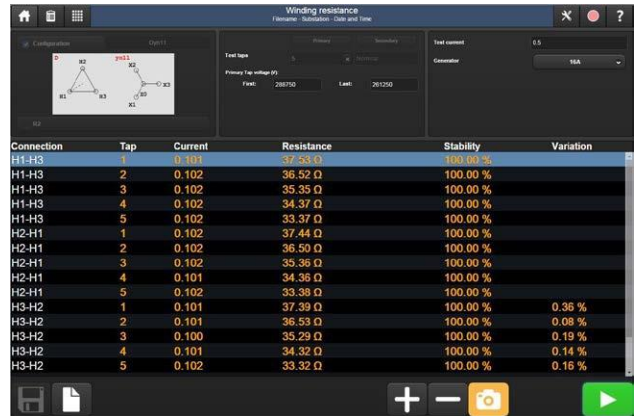 Winding resistance
Filename - Substation - Date and Time
?
Configuration Dyn11
D H2 H1 H3
yn11 X2 X0 X3 X1
H3
Primary Secondary
Test taps 5 Nominal
Primary Tap voltage (V)
First: 288750 Last: 261250
Test current 0.5
Generator 16A
Connection Tap Current Resistance Stability Variation
H1-H3 1 0.101 37.53 Ω 100.00 %
H1-H3 2 0.102 36.52 Ω 100.00 %
H1-H3 3 0.102 35.35 Ω 100.00 %
H1-H3 4 0.102 34.37 Ω 100.00 %
H1-H3 5 0.102 33.37 Ω 100.00 %
H2-H1 1 0.102 37.44 Ω 100.00 %
H2-H1 2 0.102 36.50 Ω 100.00 %
H2-H1 3 0.102 35.36 Ω 100.00 %
H2-H1 4 0.101 34.36 Ω 100.00 %
H2-H1 5 0.102 33.38 Ω 100.00 %
H3-H2 1 0.101 37.39 Ω 100.00 % 0.36 %
H3-H2 2 0.101 36.53 Ω 100.00 % 0.08 %
H3-H2 3 0.100 35.29 Ω 100.00 % 0.19 %
H3-H2 4 0.101 34.32 Ω 100.00 % 0.14 %
H3-H2 5 0.102 33.32 Ω 100.00 % 0.16 %